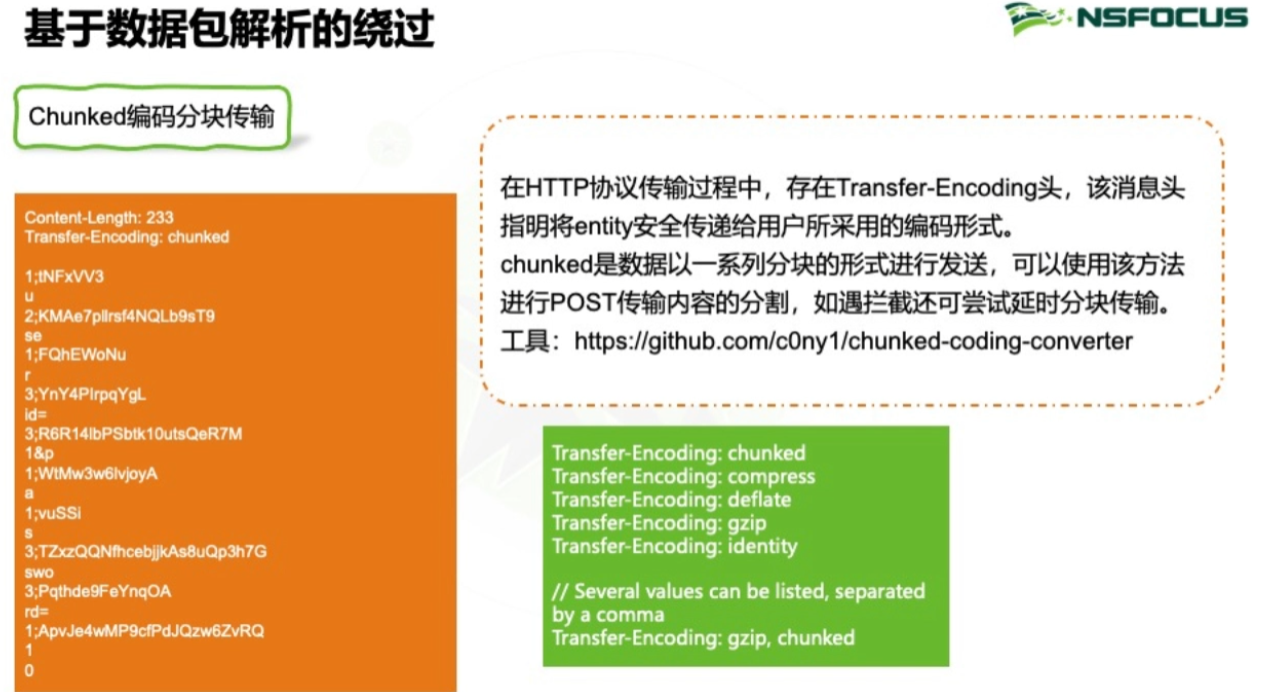 基于数据包解析的绕过
NSFOCUS
Chunked编码分块传输
Content-Length: 233
Transfer-Encoding: chunked
1;tNFxVV3
u
2;KMAe7pllrsf4NQLb9sT9
se
1;FQhEWoNu
r
3;YnY4PIrpqYgL
id=
3;R6R14lbPSbtk10utsQeR7M
1&p
1;WtMw3w6lvjoyA
a
1;vuSSi
s
3;TZxzQQNfhcebjjkAs8uQp3h7G
swo
3;Pqthde9FeYnqOA
rd=
1;ApvJe4wMP9cfPdJQzw6ZvRQ
1
0
在HTTP协议传输过程中，存在Transfer-Encoding头，该消息头
指明将entity安全传递给用户所采用的编码形式。
chunked是数据以一系列分块的形式进行发送，可以使用该方法
进行POST传输内容的分割，如遇拦截还可尝试延时分块传输。
工具：https://github.com/c0ny1/chunked-coding-converter
Transfer-Encoding: chunked
Transfer-Encoding: compress
Transfer-Encoding: deflate
Transfer-Encoding: gzip
Transfer-Encoding: identity
// Several values can be listed, separated
by a comma
Transfer-Encoding: gzip, chunked